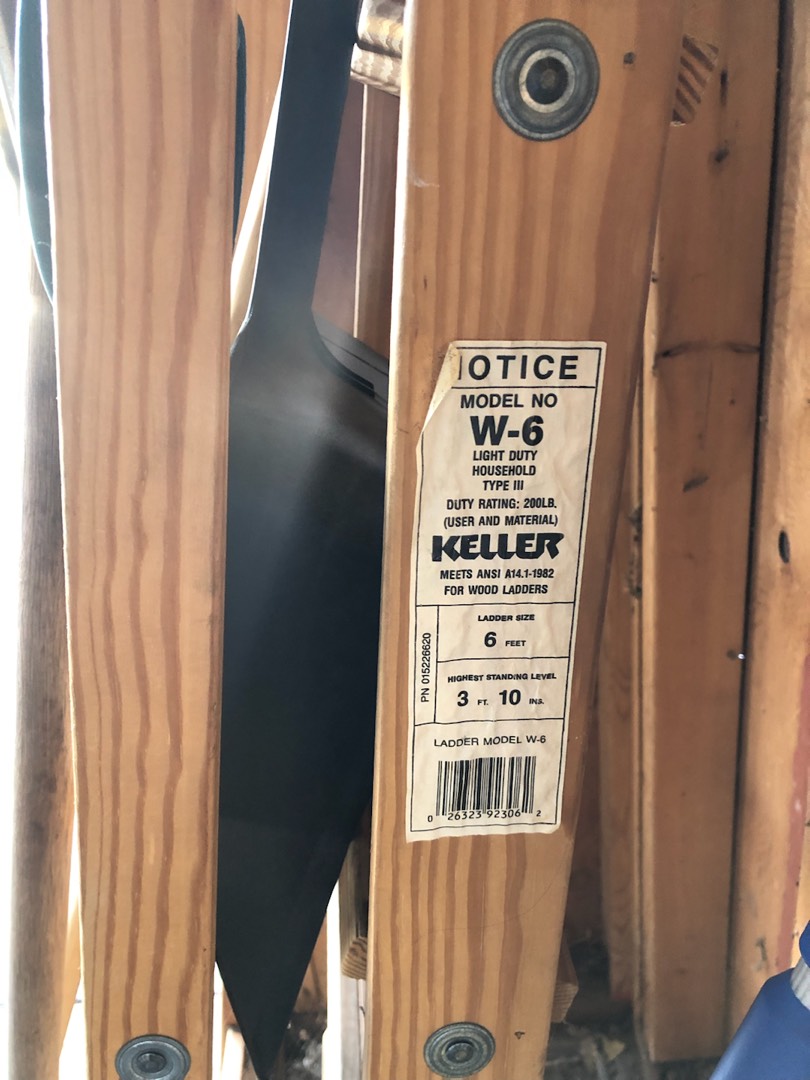 NOTICE
MODEL NO
W-6
LIGHT DUTY
HOUSEHOLD
TYPE III
DUTY RATING: 200LB.
(USER AND MATERIAL)
KELLER
MEETS ANSI A14.1-1982
FOR WOOD LADDERS
PN 015226620
LADDER SIZE
6 FEET
HIGHEST STANDING LEVEL
3 FT. 10 INS.
LADDER MODEL W-6
0 26323 92306 2